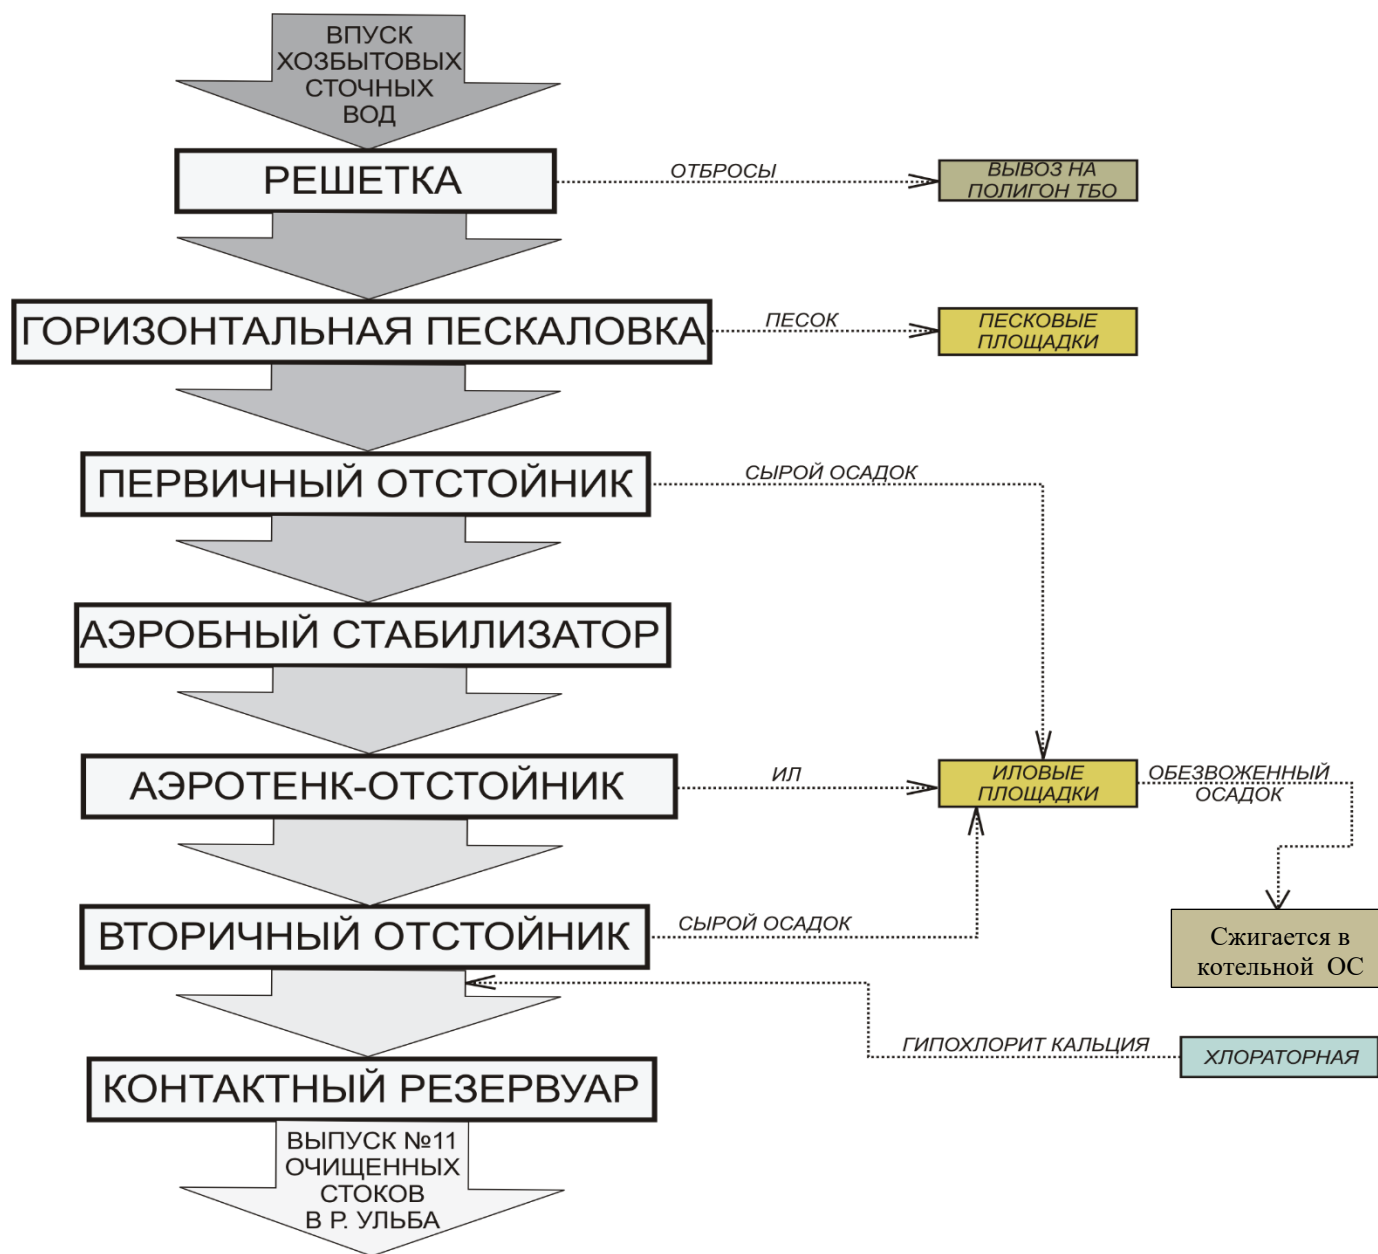 ВПУСК
ХОЗБЫТОВЫХ
СТОЧНЫХ
ВОД
РЕШЕТКА
ОТБРОСЫ
ВЫВОЗ НА
ПОЛИГОН ТБО
ГОРИЗОНТАЛЬНАЯ ПЕСКАЛОВКА
ПЕСОК
ПЕСКОВЫЕ
ПЛОЩАДКИ
ПЕРВИЧНЫЙ ОТСТОЙНИК
СЫРОЙ ОСАДОК
АЭРОБНЫЙ СТАБИЛИЗАТОР
АЭРОТЕНК-ОТСТОЙНИК
ИЛ
ИЛОВЫЕ
ПЛОЩАДКИ
ОБЕЗВОЖЕННЫЙ
ОСАДОК
ВТОРИЧНЫЙ ОТСТОЙНИК
СЫРОЙ ОСАДОК
Сжигается в
котельной ОС
ГИПОХЛОРИТ КАЛЬЦИЯ
ХЛОРАТОРНАЯ
КОНТАКТНЫЙ РЕЗЕРВУАР
ВЫПУСК №11
ОЧИЩЕННЫХ
СТОКОВ
В Р. УЛЬБА